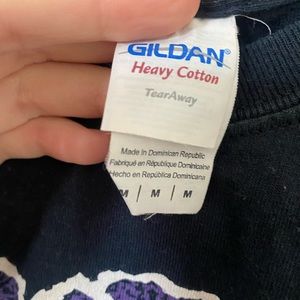 GILDAN®
Heavy Cotton
TearAway
Made in Dominican Republic
Fabriqué en République Dominicaine
Hecho en República Dominicana
M | M | M